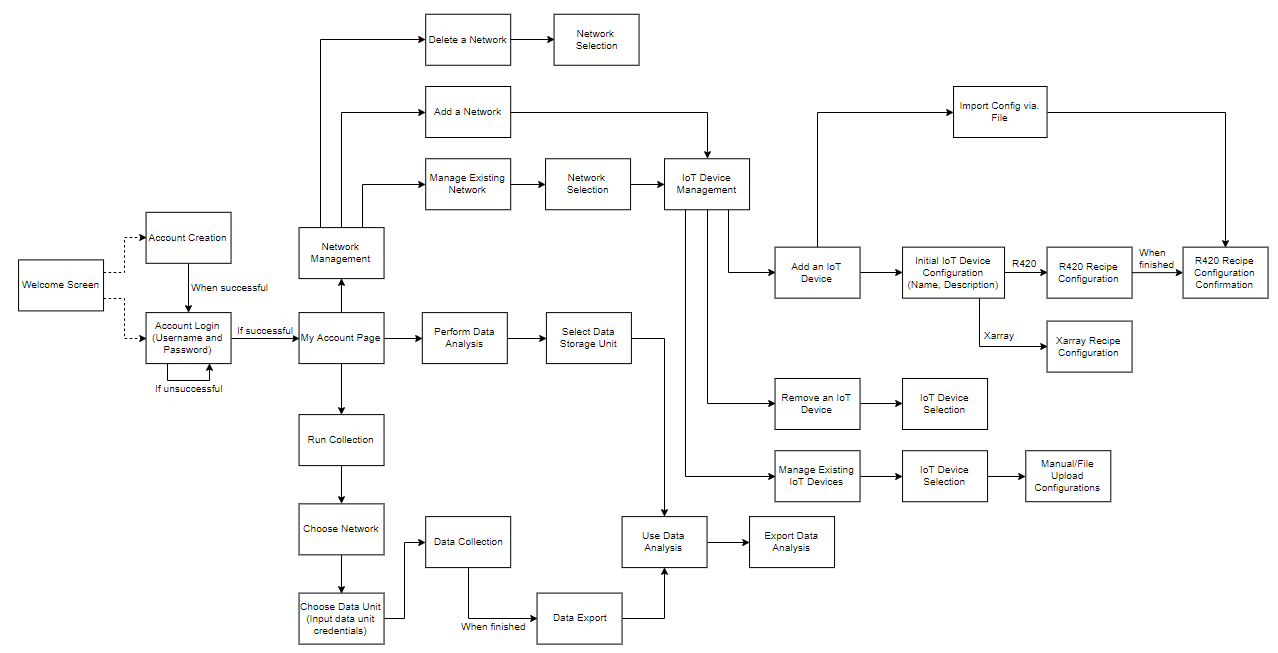 Delete a Network
Network
Selection
Add a Network
Import Config via.
File
Manage Existing
Network
Network
Selection
IoT Device
Management
Account Creation
Network
Management
Add an IoT
Device
Initial IoT Device
Configuration
(Name, Description)
R420
R420 Recipe
Configuration
When
finished
R420 Recipe
Configuration
Confirmation
Welcome Screen
When successful
Account Login
(Username and
Password)
If successful
If unsuccessful
My Account Page
Perform Data
Analysis
Select Data
Storage Unit
Xarray
Xarray Recipe
Configuration
Remove an IoT
Device
IoT Device
Selection
Run Collection
Manage Existing
IoT Devices
IoT Device
Selection
Manual/File
Upload
Configurations
Choose Network
Data Collection
Use Data
Analysis
Export Data
Analysis
Choose Data Unit
(Input data unit
credentials)
When finished
Data Export